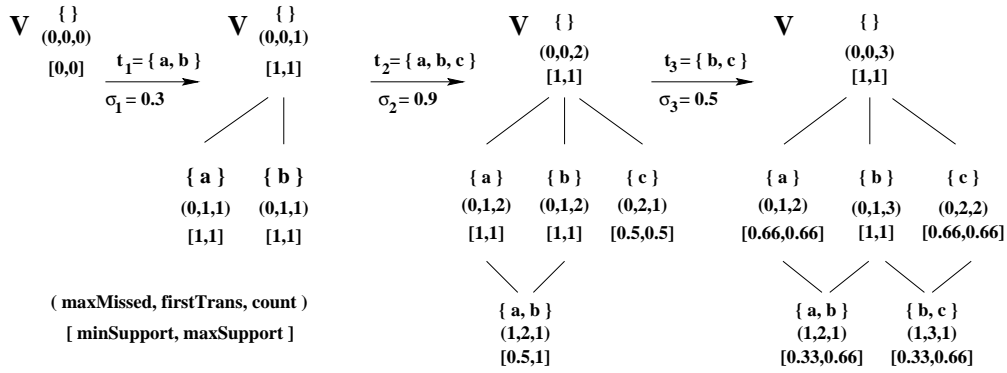 V { }
(0,0,0)
[0,0]
t1= { a, b }
σ1= 0.3
V { }
(0,0,1)
[1,1]
{ a } { b }
(0,1,1) (0,1,1)
[1,1] [1,1]
t2= { a, b, c }
σ2= 0.9
V { }
(0,0,2)
[1,1]
{ a } { b } { c }
(0,1,2) (0,1,2) (0,2,1)
[1,1] [1,1] [0.5,0.5]
{ a, b }
(1,2,1)
[0.5,1]
t3= { b, c }
σ3= 0.5
V { }
(0,0,3)
[1,1]
{ a } { b } { c }
(0,1,2) (0,1,3) (0,2,2)
[0.66,0.66] [1,1] [0.66,0.66]
{ a, b } { b, c }
(1,2,1) (1,3,1)
[0.33,0.66] [0.33,0.66]
( maxMissed, firstTrans, count )
[ minSupport, maxSupport ]